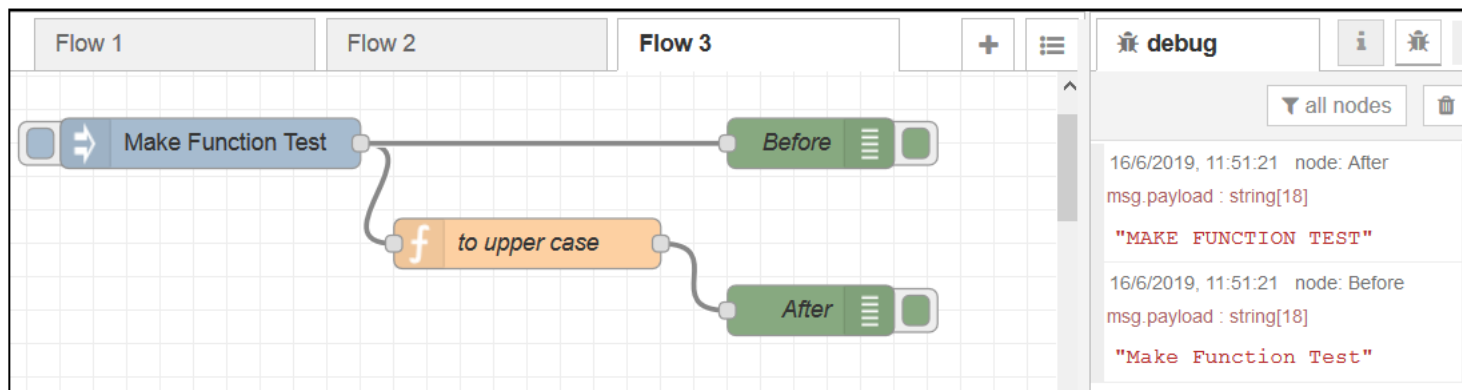 Flow 1
Flow 2
Flow 3
debug
i
all nodes
Make Function Test
Before
to upper case
After
16/6/2019, 11:51:21 node: After
msg.payload : string[18]
"MAKE FUNCTION TEST"
16/6/2019, 11:51:21 node: Before
msg.payload : string[18]
"Make Function Test"